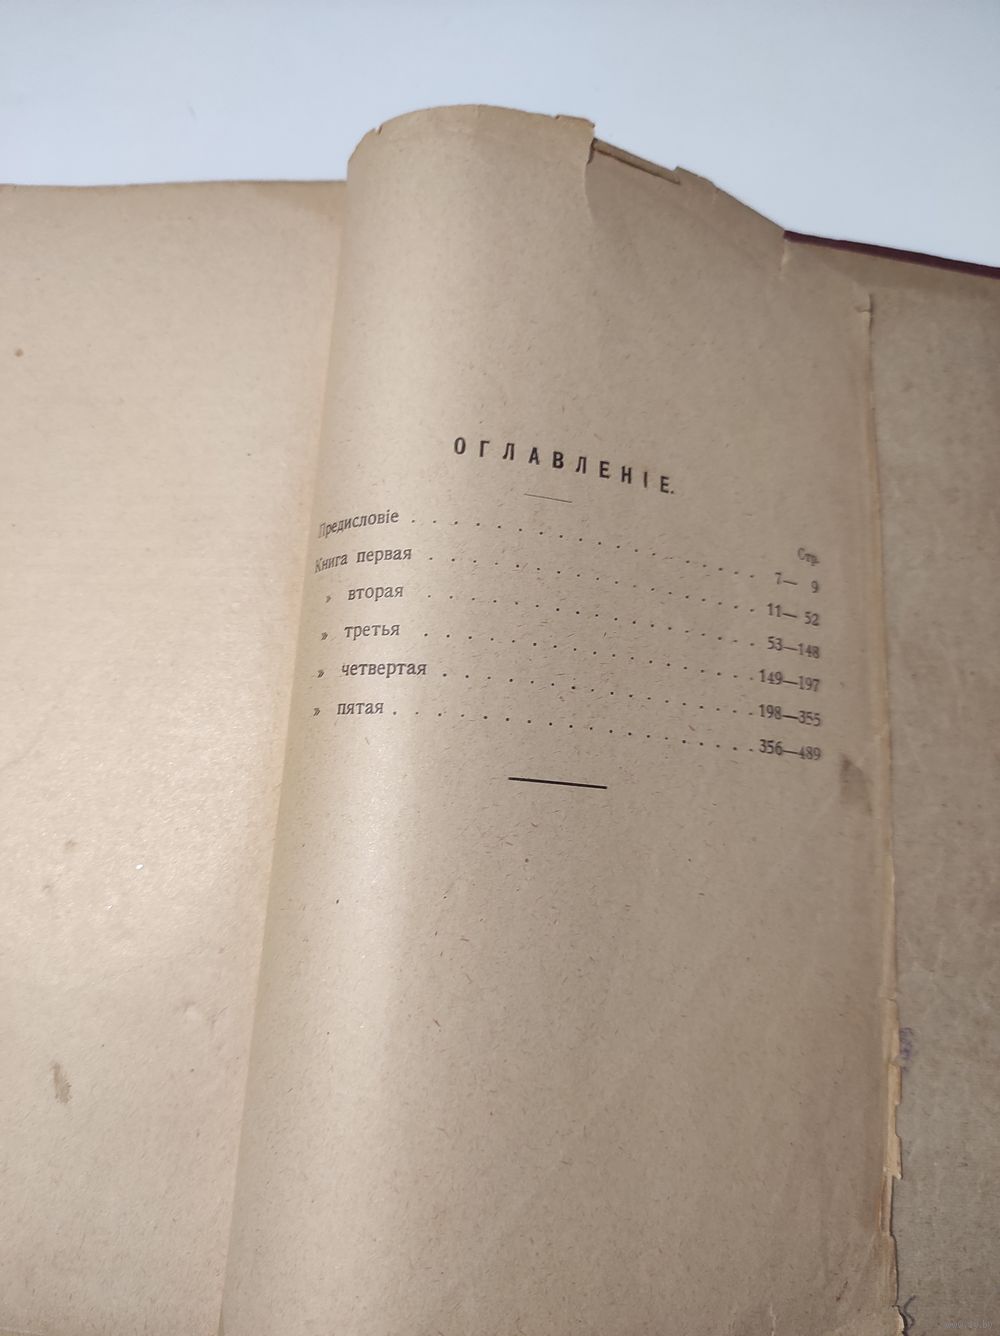 ОГЛАВЛЕНІЕ.
Стр.
Предисловіе . . . . . . . . . . . . . . . . 7— 9
Книга первая . . . . . . . . . . . . . . . . 11— 52
» вторая . . . . . . . . . . . . . . . . 53—148
» третья . . . . . . . . . . . . . . . . 149—197
» четвертая . . . . . . . . . . . . . . . 198—355
» пятая . . . . . . . . . . . . . . . . . 356—489